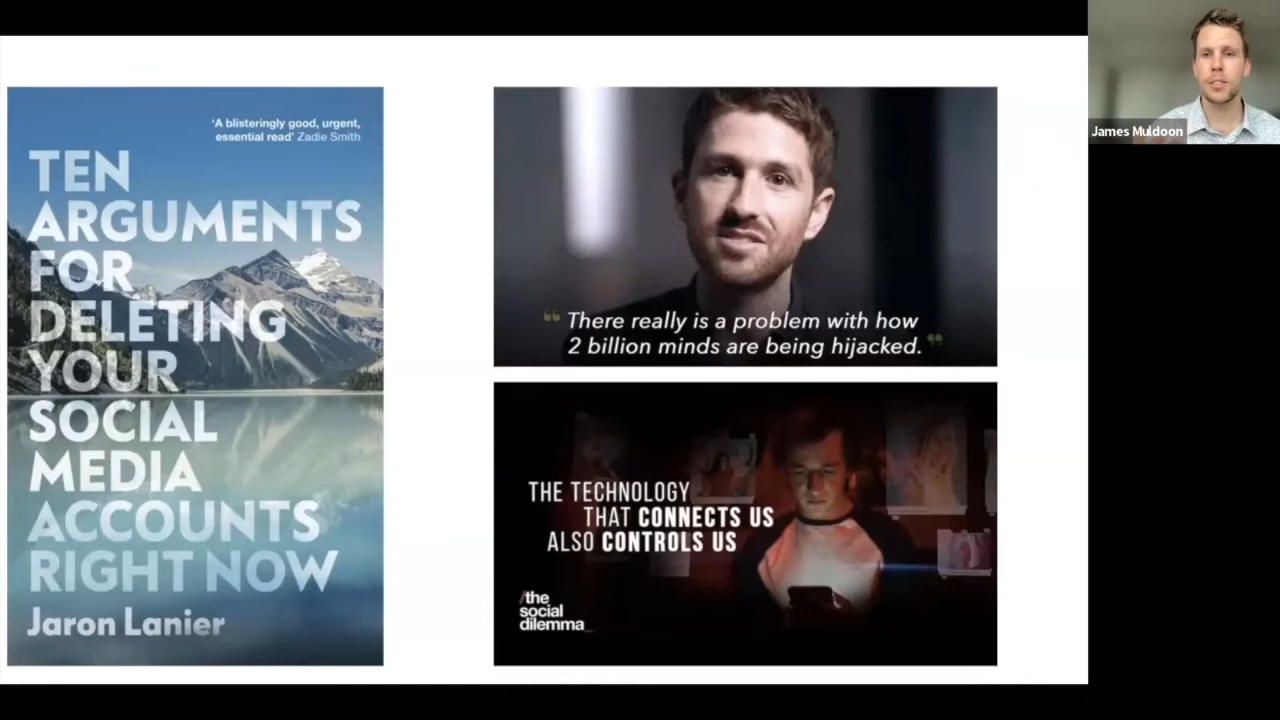 'A blisteringly good, urgent,
essential read' Zadie Smith
TEN
ARGUMENTS
FOR
DELETING
YOUR
SOCIAL
MEDIA
ACCOUNTS
RIGHT NOW
Jaron Lanier
“ There really is a problem with how
2 billion minds are being hijacked. ”
THE TECHNOLOGY
THAT CONNECTS US
ALSO CONTROLS US
/the
social
dilemma_
James Muldoon